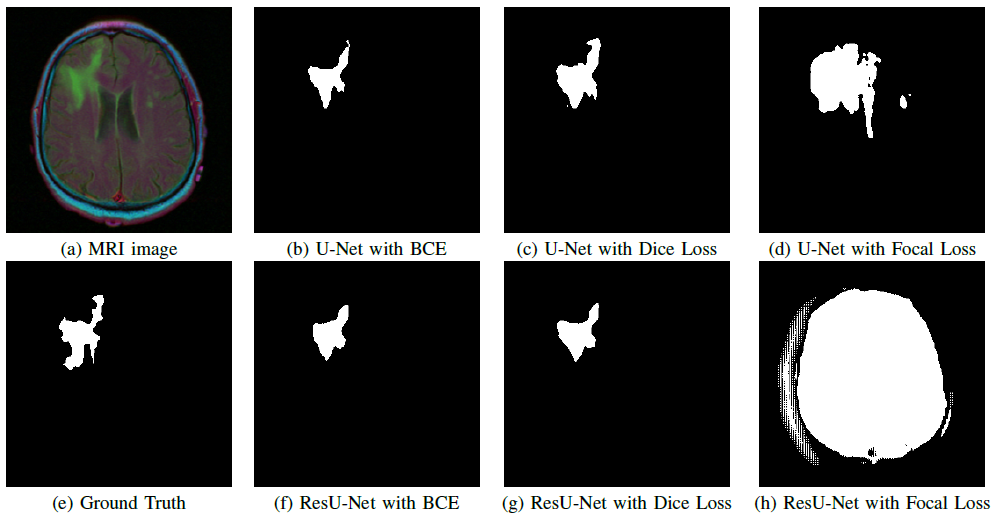 (a) MRI image
(b) U-Net with BCE
(c) U-Net with Dice Loss
(d) U-Net with Focal Loss
(e) Ground Truth
(f) ResU-Net with BCE
(g) ResU-Net with Dice Loss
(h) ResU-Net with Focal Loss